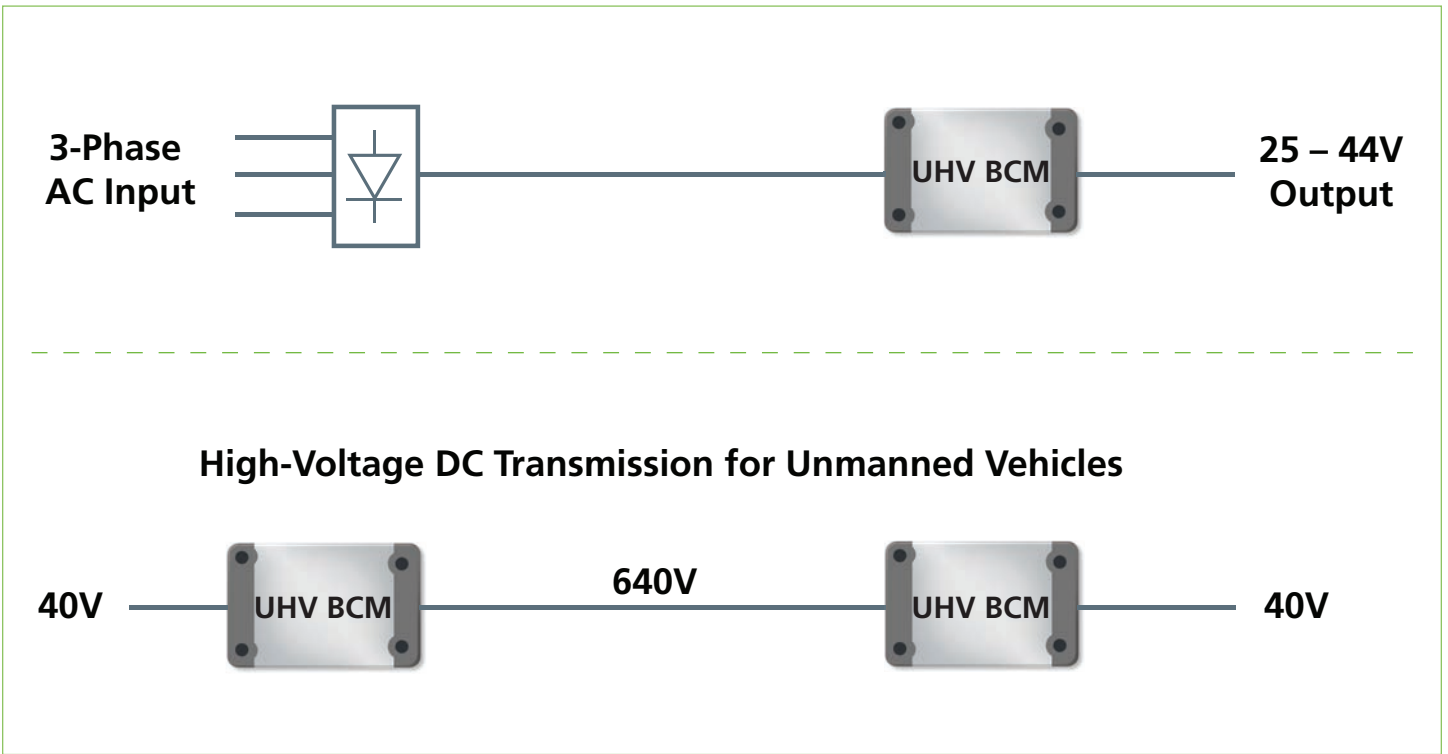 3-Phase
AC Input
UHV BCM
25 – 44V
Output
High-Voltage DC Transmission for Unmanned Vehicles
40V
UHV BCM
640V
UHV BCM
40V